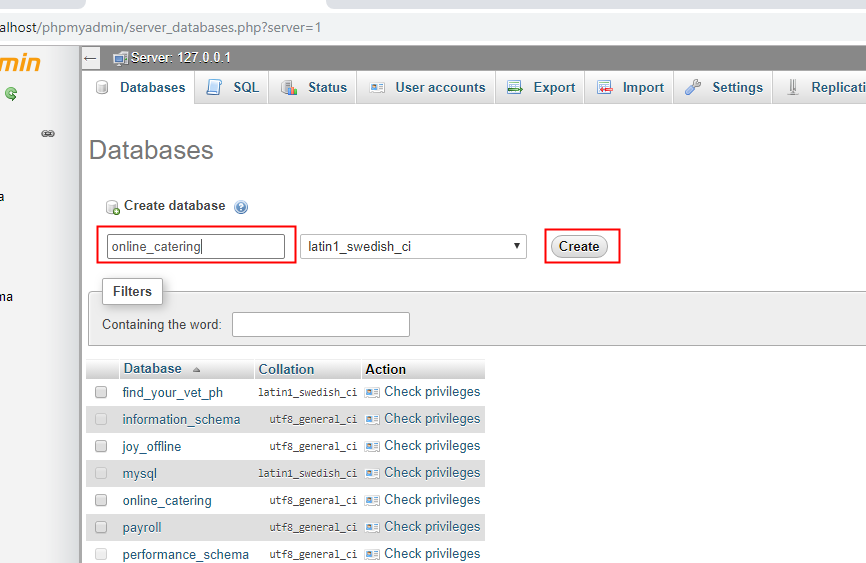 alhost/phpmyadmin/server_databases.php?server=1
min
Server: 127.0.0.1
Databases SQL Status User accounts Export Import Settings Replicati
Databases
a
Create database
online_catering latin1_swedish_ci Create
ma
Filters
Containing the word:
Database Collation Action
find_your_vet_ph latin1_swedish_ci Check privileges
information_schema utf8_general_ci Check privileges
joy_offline utf8_general_ci Check privileges
mysql latin1_swedish_ci Check privileges
online_catering utf8_general_ci Check privileges
payroll utf8_general_ci Check privileges
performance_schema utf8_general_ci Check privileges